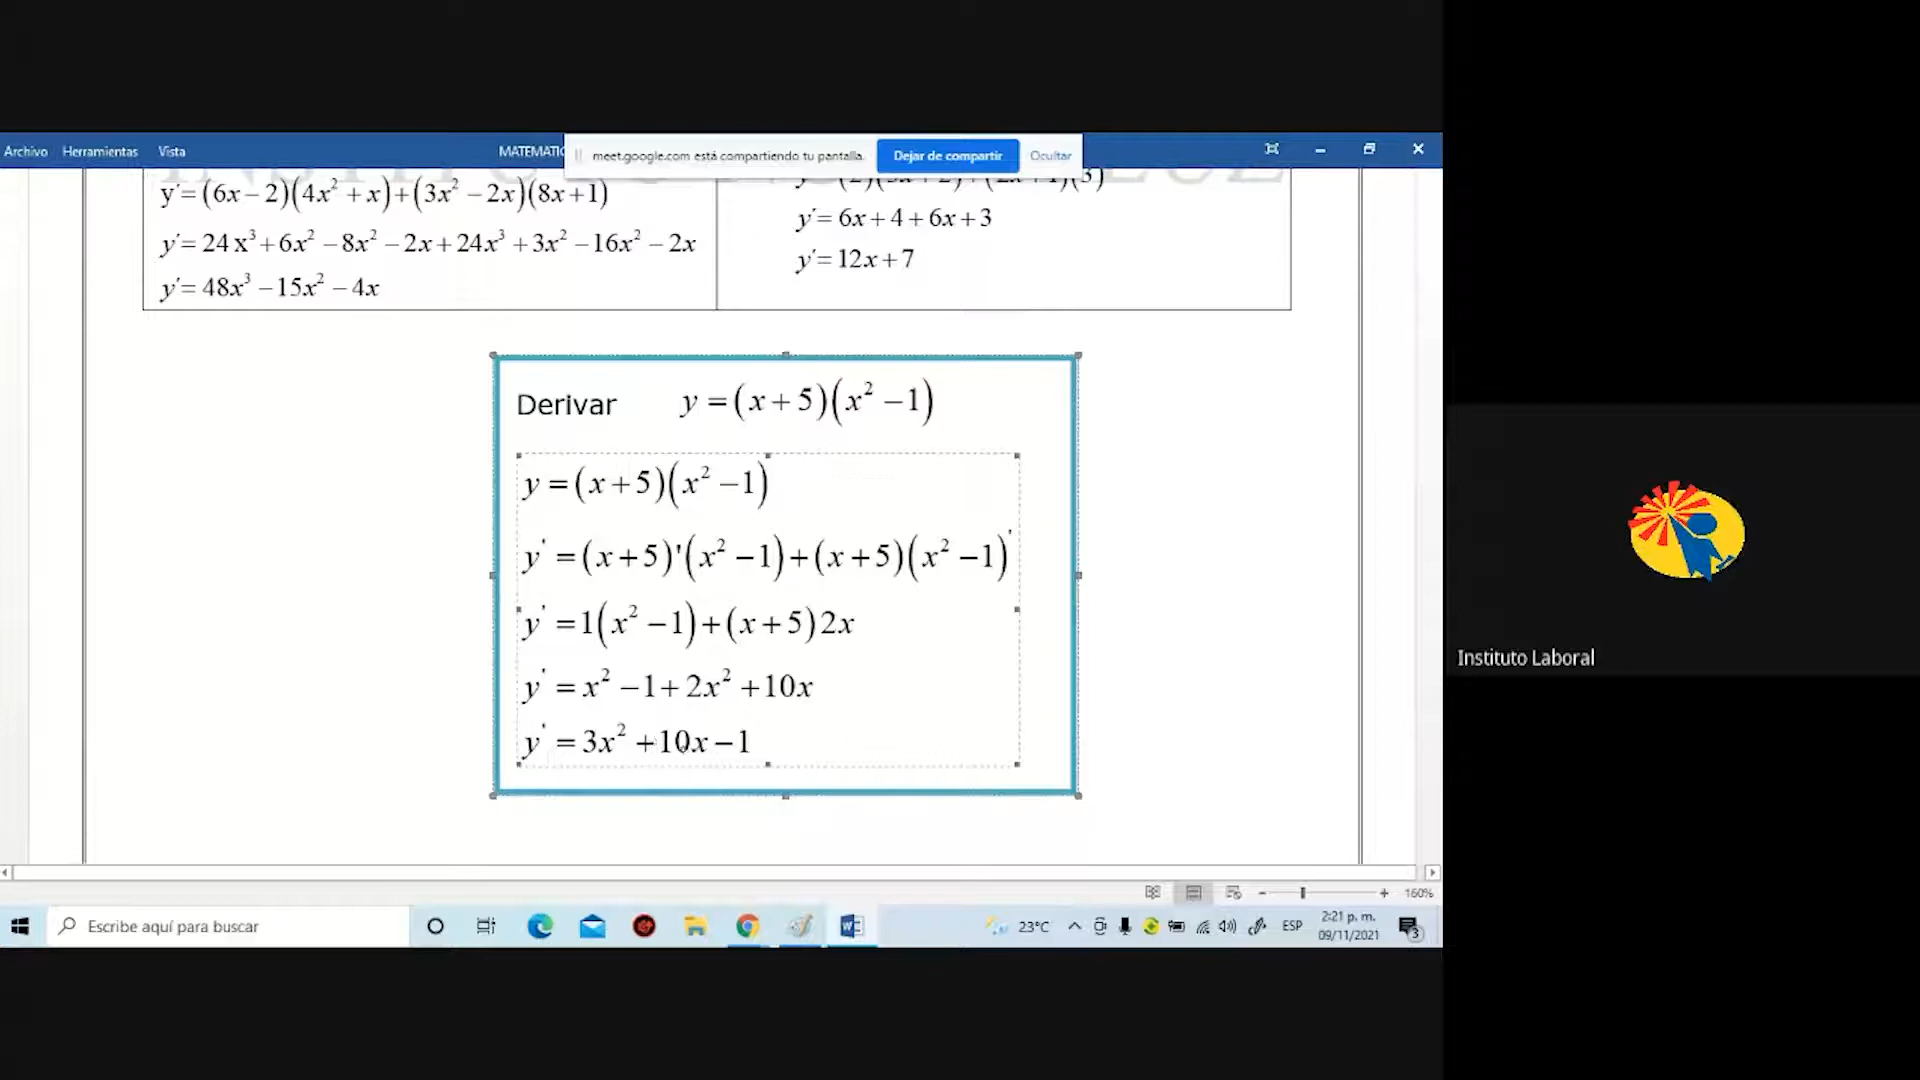 Archivo Herramientas Vista
meet.google.com está compartiendo tu pantalla. Dejar de compartir Ocultar
y'= (6x − 2)(4x² + x) + (3x² − 2x)(8x + 1)
y'= 24x³ + 6x² − 8x² − 2x + 24x³ + 3x² − 16x² − 2x
y'= 48x³ − 15x² − 4x
y'= 6x + 4 + 6x + 3
y'= 12x + 7
Derivar y = (x + 5)(x² − 1)
y = (x + 5)(x² − 1)
y' = (x + 5)'(x² − 1) + (x + 5)(x² − 1)'
y' = 1(x² − 1) + (x + 5)2x
y' = x² − 1 + 2x² + 10x
y' = 3x² + 10x − 1
Instituto Laboral
160%
Escribe aquí para buscar
23°C
ESP
2:21 p. m.
09/11/2021
3